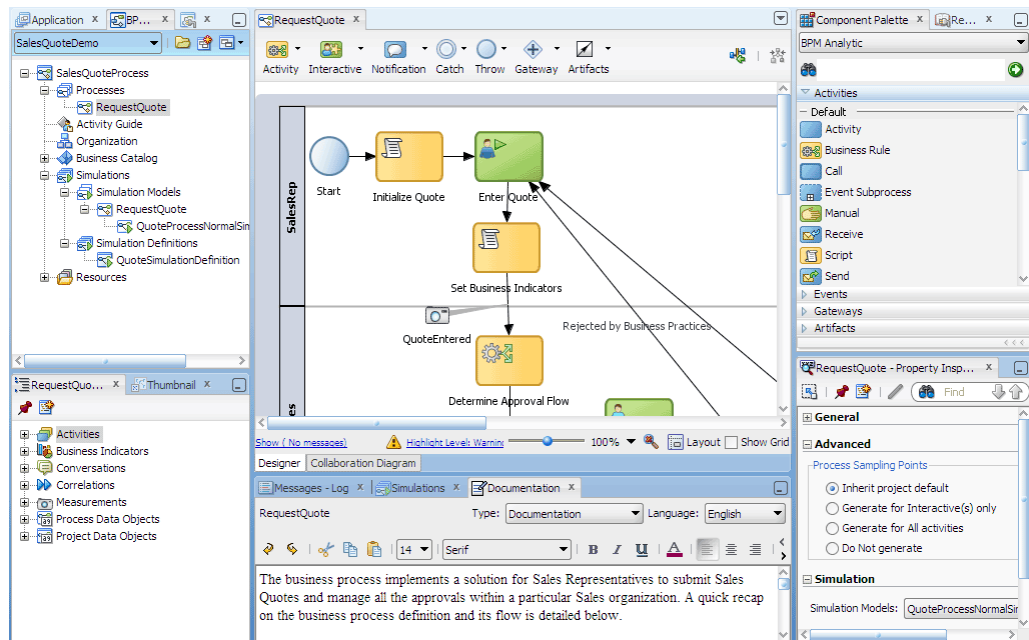 Application
BP...
SalesQuoteDemo
SalesQuoteProcess
Processes
RequestQuote
Activity Guide
Organization
Business Catalog
Simulations
Simulation Models
RequestQuote
QuoteProcessNormalSin
Simulation Definitions
QuoteSimulationDefinition
Resources
RequestQuo...
Thumbnail
Activities
Business Indicators
Conversations
Correlations
Measurements
Process Data Objects
Project Data Objects
RequestQuote
Activity Interactive Notification Catch Throw Gateway Artifacts
SalesRep
Start
Initialize Quote
Enter Quote
Set Business Indicators
QuoteEntered
Rejected by Business Practices
Determine Approval Flow
es
Show ( No messages)
Highlight Level: Warning
100%
Layout
Show Grid
Designer
Collaboration Diagram
Messages - Log
Simulations
Documentation
RequestQuote
Type: Documentation
Language: English
14
Serif
B I U A
The business process implements a solution for Sales Representatives to submit Sales
Quotes and manage all the approvals within a particular Sales organization. A quick recap
on the business process definition and its flow is detailed below.
Component Palette
Re...
BPM Analytic
Activities
Default
Activity
Business Rule
Call
Event Subprocess
Manual
Receive
Script
Send
Events
Gateways
Artifacts
RequestQuote - Property Insp...
Find
General
Advanced
Process Sampling Points
Inherit project default
Generate for Interactive(s) only
Generate for All activities
Do Not generate
Simulation
Simulation Models: QuoteProcessNormalSin